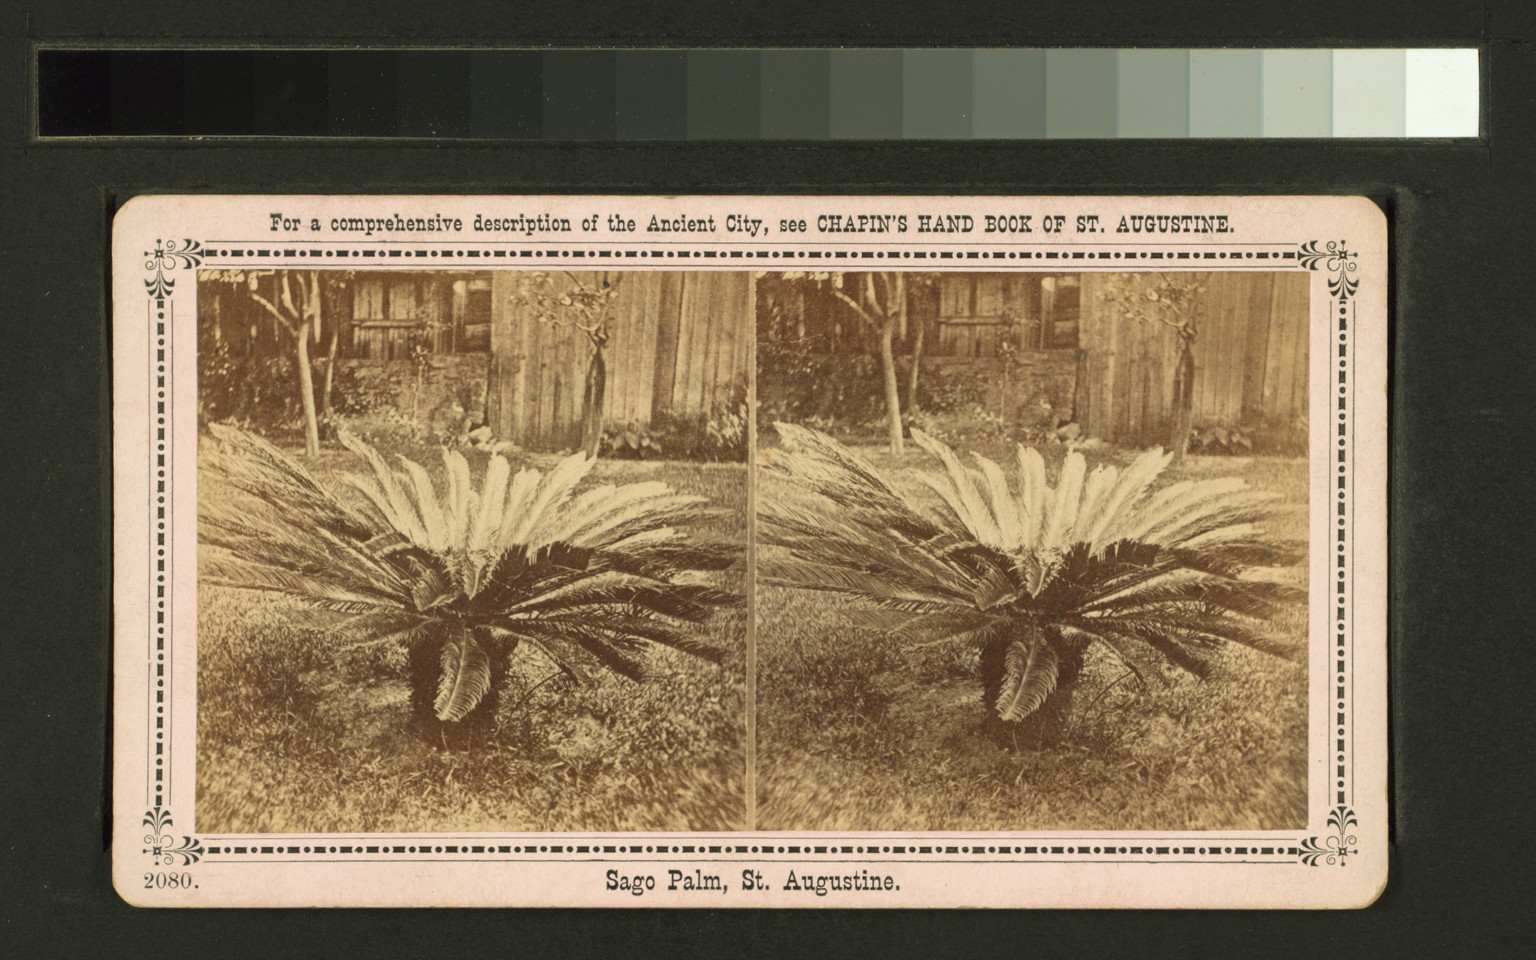 For a comprehensive description of the Ancient City, see CHAPIN'S HAND BOOK OF ST. AUGUSTINE.
2080.
Sago Palm, St. Augustine.